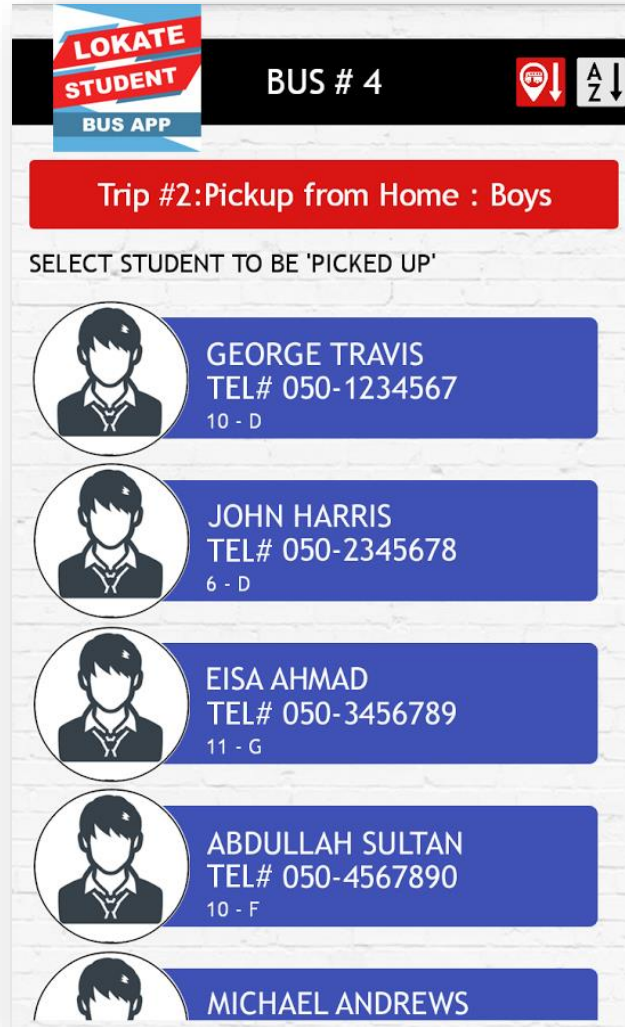 LOKATE
STUDENT
BUS APP
BUS # 4
A
Z
Trip #2:Pickup from Home : Boys
SELECT STUDENT TO BE 'PICKED UP'
GEORGE TRAVIS
TEL# 050-1234567
10 - D
JOHN HARRIS
TEL# 050-2345678
6 - D
EISA AHMAD
TEL# 050-3456789
11 - G
ABDULLAH SULTAN
TEL# 050-4567890
10 - F
MICHAEL ANDREWS